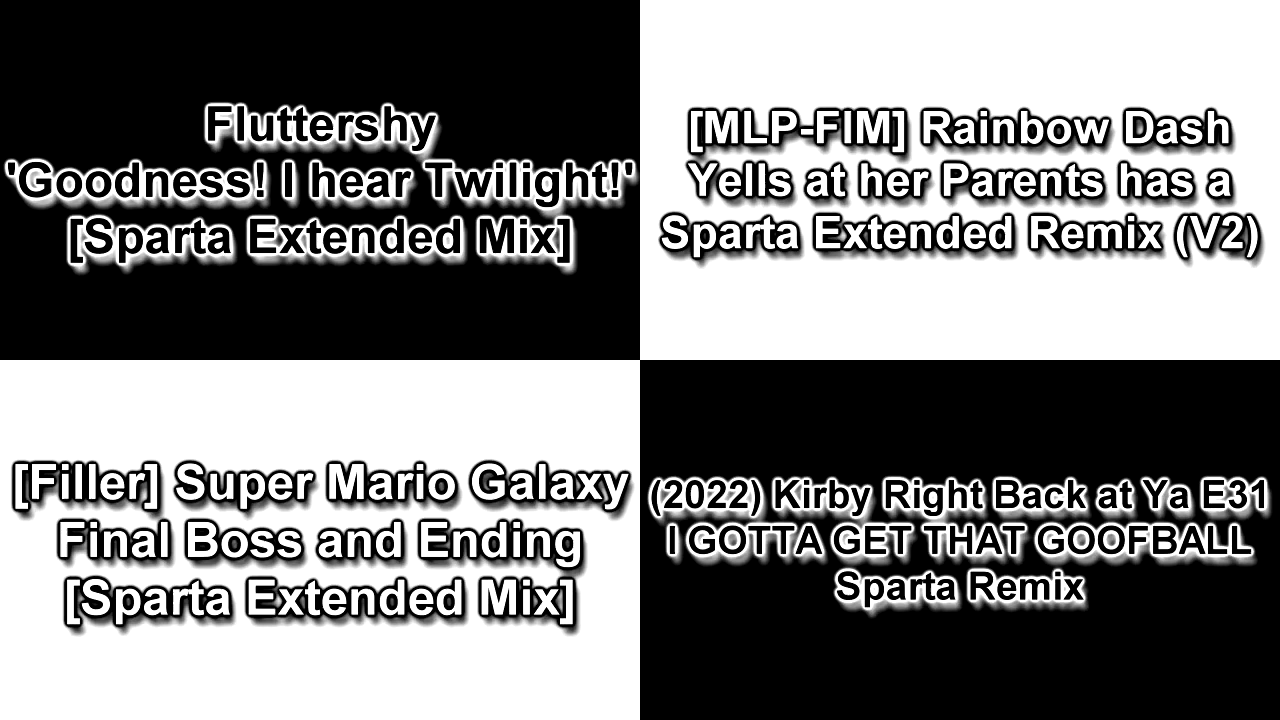 Fluttershy
'Goodness! I hear Twilight!'
[Sparta Extended Mix]
[MLP-FIM] Rainbow Dash
Yells at her Parents has a
Sparta Extended Remix (V2)
[Filler] Super Mario Galaxy
Final Boss and Ending
[Sparta Extended Mix]
(2022) Kirby Right Back at Ya E31
I GOTTA GET THAT GOOFBALL
Sparta Remix